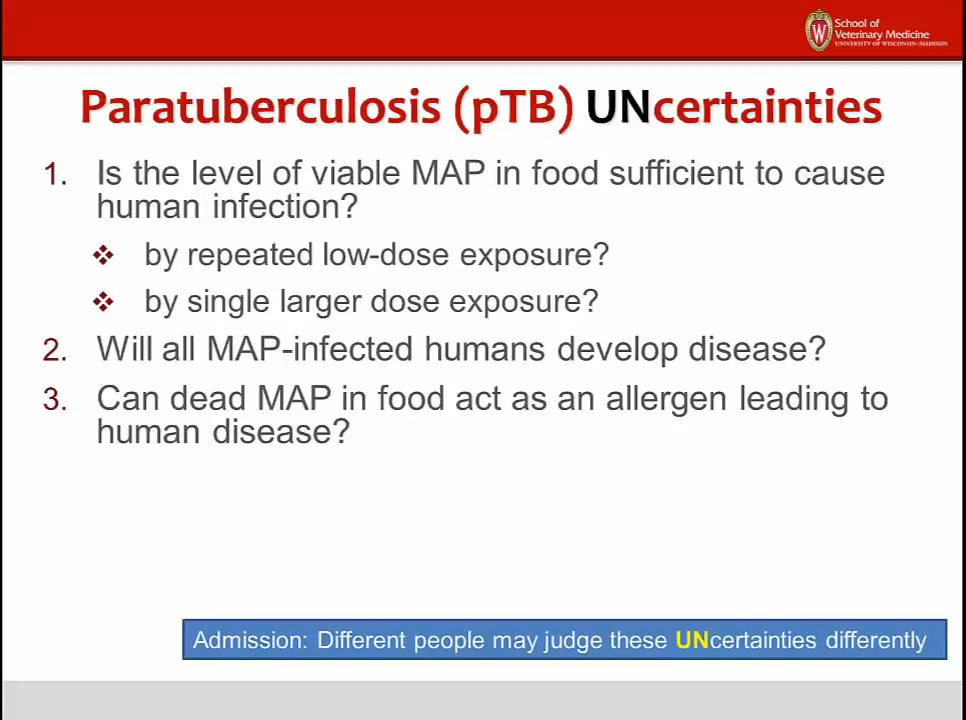 School of
Veterinary Medicine
UNIVERSITY OF WISCONSIN-MADISON
Paratuberculosis (pTB) UNcertainties
1. Is the level of viable MAP in food sufficient to cause
human infection?
❖ by repeated low-dose exposure?
❖ by single larger dose exposure?
2. Will all MAP-infected humans develop disease?
3. Can dead MAP in food act as an allergen leading to
human disease?
Admission: Different people may judge these UNcertainties differently